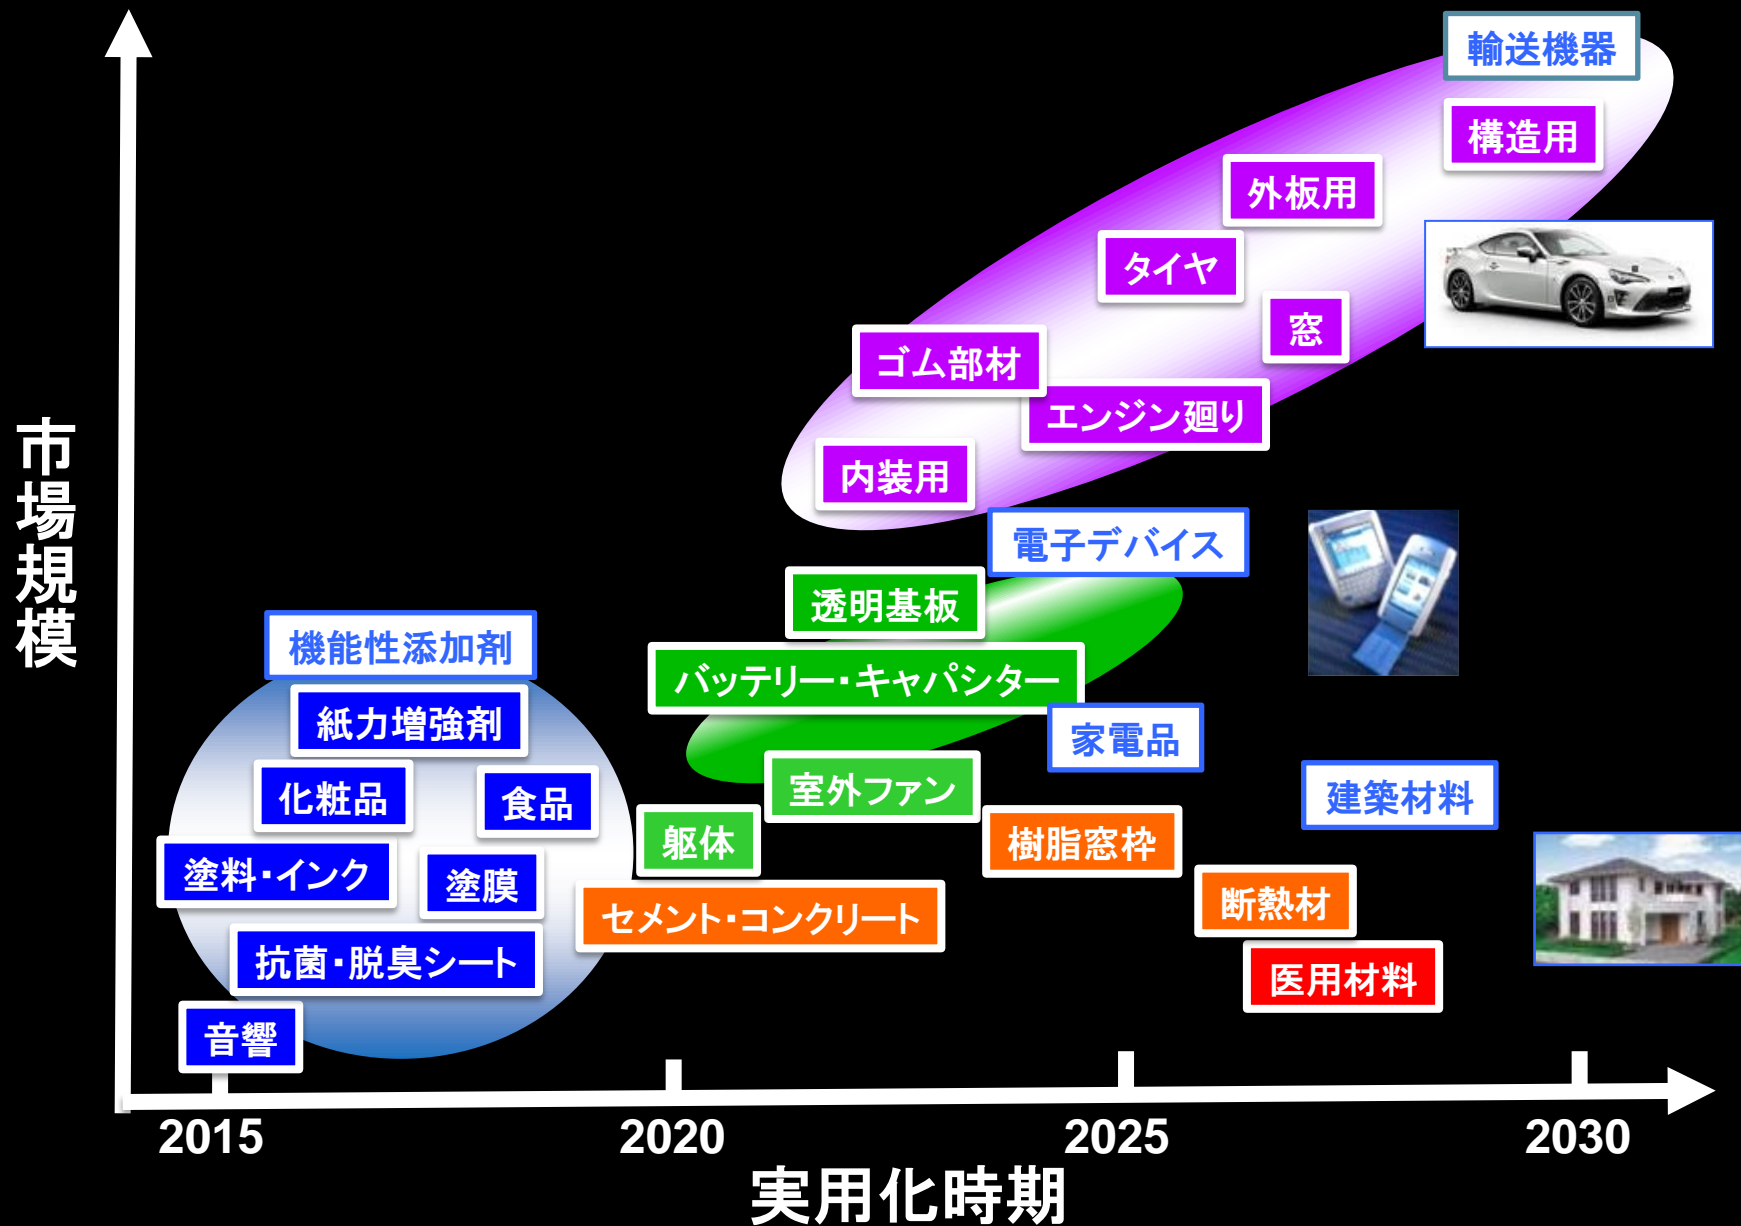 輸送機器
構造用
外板用
タイヤ
窓
ゴム部材
エンジン廻り
内装用
電子デバイス
透明基板
バッテリー・キャパシター
家電品
室外ファン
躯体
機能性添加剤
紙力増強剤
化粧品
食品
塗料・インク
塗膜
抗菌・脱臭シート
音響
建築材料
樹脂窓枠
セメント・コンクリート
断熱材
医用材料
市場規模
2015
2020
2025
2030
実用化時期